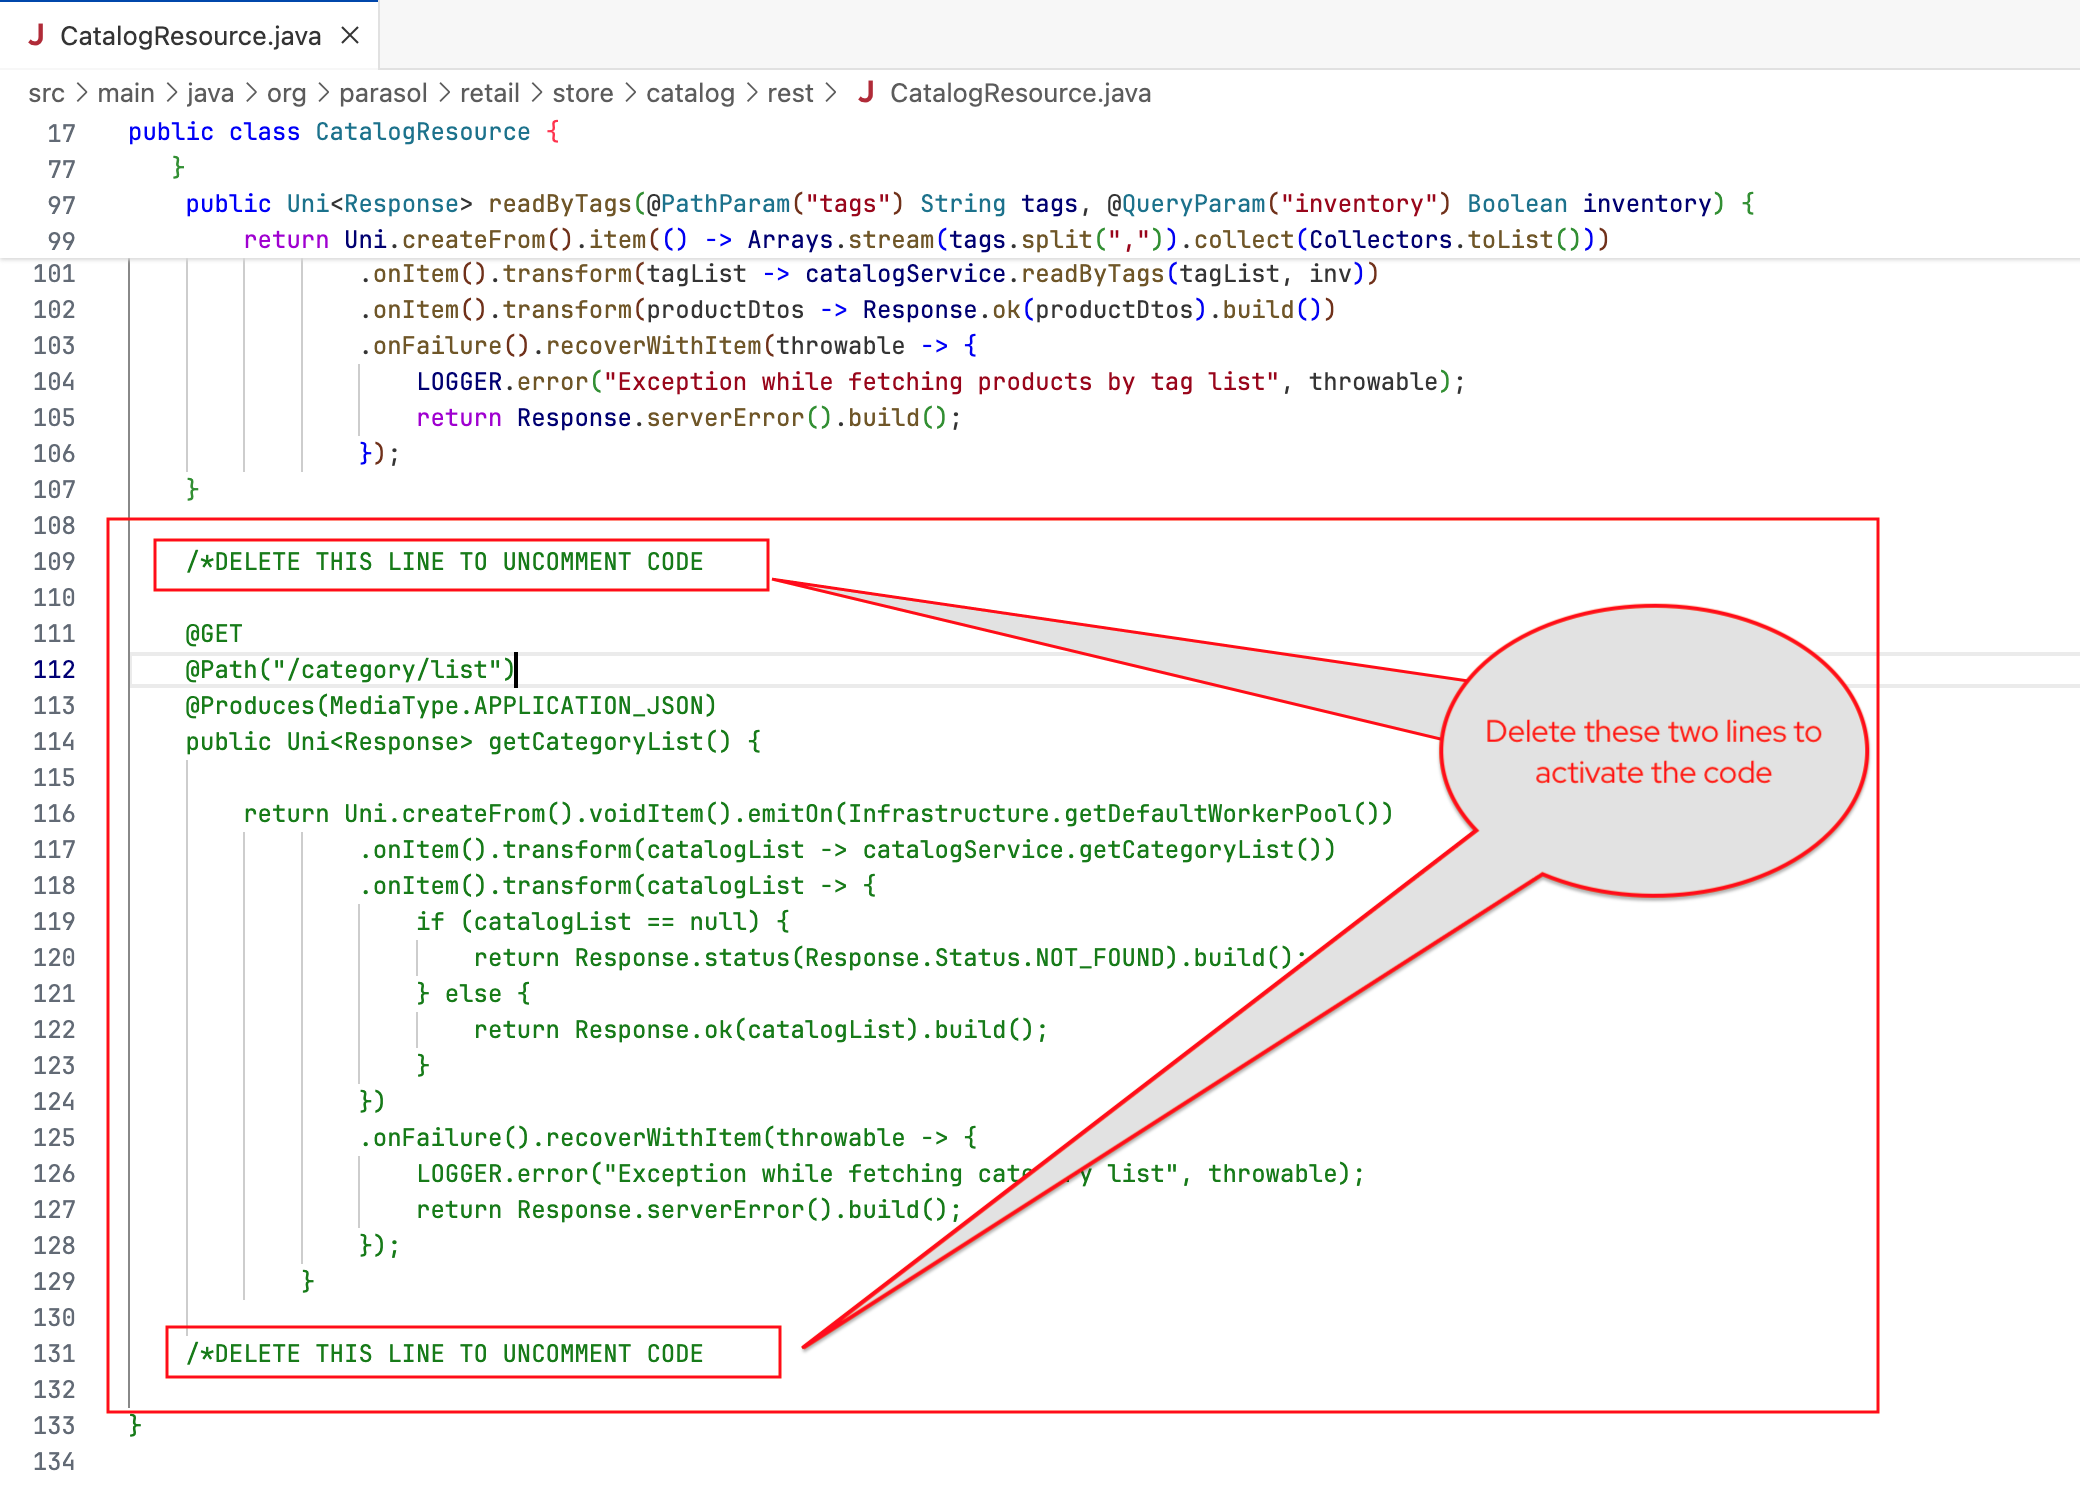 CatalogResource.java
src > main > java > org > parasol > retail > store > catalog > rest > J CatalogResource.java
17 public class CatalogResource {
77 }
97 public Uni<Response> readByTags(@PathParam("tags") String tags, @QueryParam("inventory") Boolean inventory) {
99 return Uni.createFrom().item(() -> Arrays.stream(tags.split(",")).collect(Collectors.toList()))
101 .onItem().transform(tagList -> catalogService.readByTags(tagList, inv))
102 .onItem().transform(productDtos -> Response.ok(productDtos).build())
103 .onFailure().recoverWithItem(throwable -> {
104 LOGGER.error("Exception while fetching products by tag list", throwable);
105 return Response.serverError().build();
106 });
107 }
108
109 /*DELETE THIS LINE TO UNCOMMENT CODE
110
111 @GET
112 @Path("/category/list")
113 @Produces(MediaType.APPLICATION_JSON)
114 public Uni<Response> getCategoryList() {
115
116 return Uni.createFrom().voidItem().emitOn(Infrastructure.getDefaultWorkerPool())
117 .onItem().transform(catalogList -> catalogService.getCategoryList())
118 .onItem().transform(catalogList -> {
119 if (catalogList == null) {
120 return Response.status(Response.Status.NOT_FOUND).build();
121 } else {
122 return Response.ok(catalogList).build();
123 }
124 })
125 .onFailure().recoverWithItem(throwable -> {
126 LOGGER.error("Exception while fetching list", throwable);
127 return Response.serverError().build();
128 });
129 }
130
131 /*DELETE THIS LINE TO UNCOMMENT CODE
132
133 }
134
Delete these two lines to
activate the code